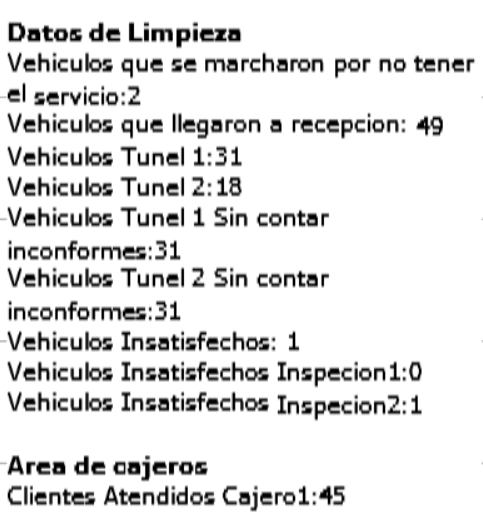 Datos de Limpieza
Vehiculos que se marcharon por no tener
el servicio:2
Vehiculos que llegaron a recepcion: 49
Vehiculos Tunel 1:31
Vehiculos Tunel 2:18
Vehiculos Tunel 1 Sin contar
inconformes:31
Vehiculos Tunel 2 Sin contar
inconformes:31
Vehiculos Insatisfechos: 1
Vehiculos Insatisfechos Inspecion1:0
Vehiculos Insatisfechos Inspecion2:1
Area de cajeros
Clientes Atendidos Cajero1:45